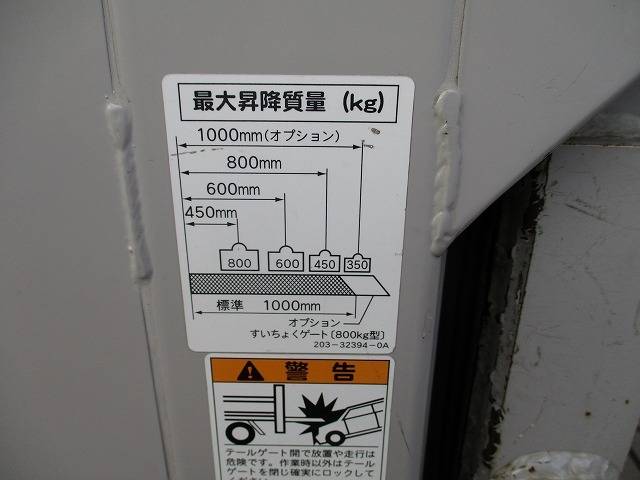 最大昇降質量 (kg)
1000mm(オプション)
800mm
600mm
450mm
800 600 450 350
標準 1000mm
オプション
すいちょくゲート〔800kg型〕
203-32394-0A
警告
テールゲート開で放置や走行は
危険です。作業時以外はテール
ゲートを閉じ確実にロックして
ください